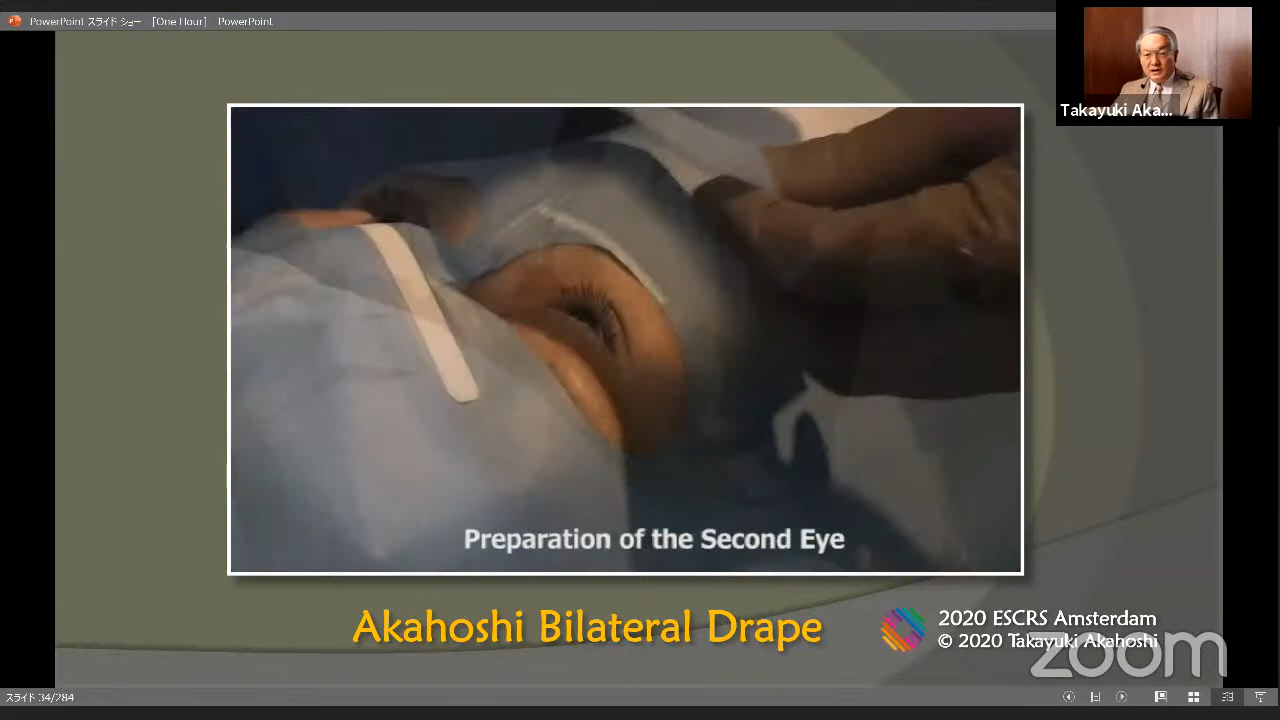 PowerPoint スライド ショー [One Hour] PowerPoint
Takayuki Aka...
Preparation of the Second Eye
Akahoshi Bilateral Drape
2020 ESCRS Amsterdam
© 2020 Takayuki Akahoshi
zoom
スライド 34/284